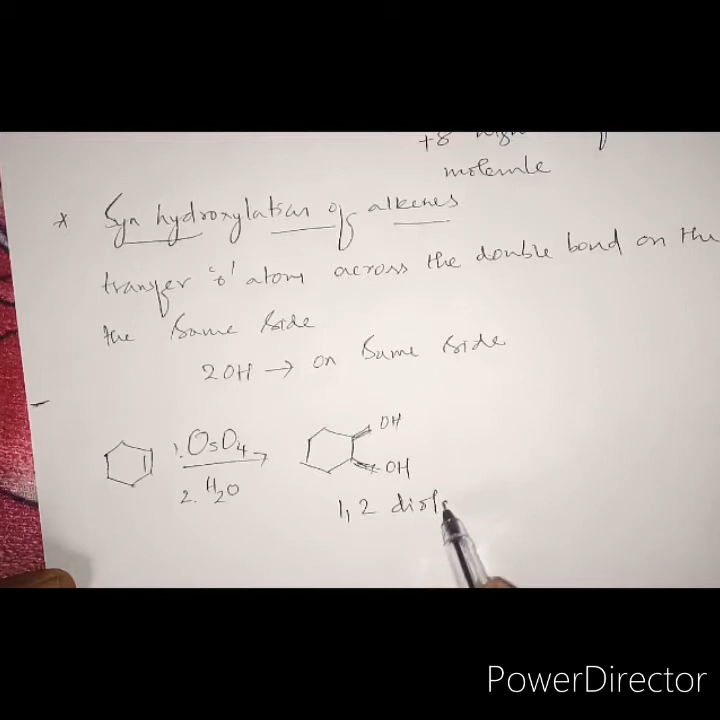 +8
molecule
* Syn hydroxylation of alkenes
transfer 'o' atom across the double bond on the
the same side
2OH → on same side
1. OsO4
2. H2O
OH
OH
1,2 diols
PowerDirector